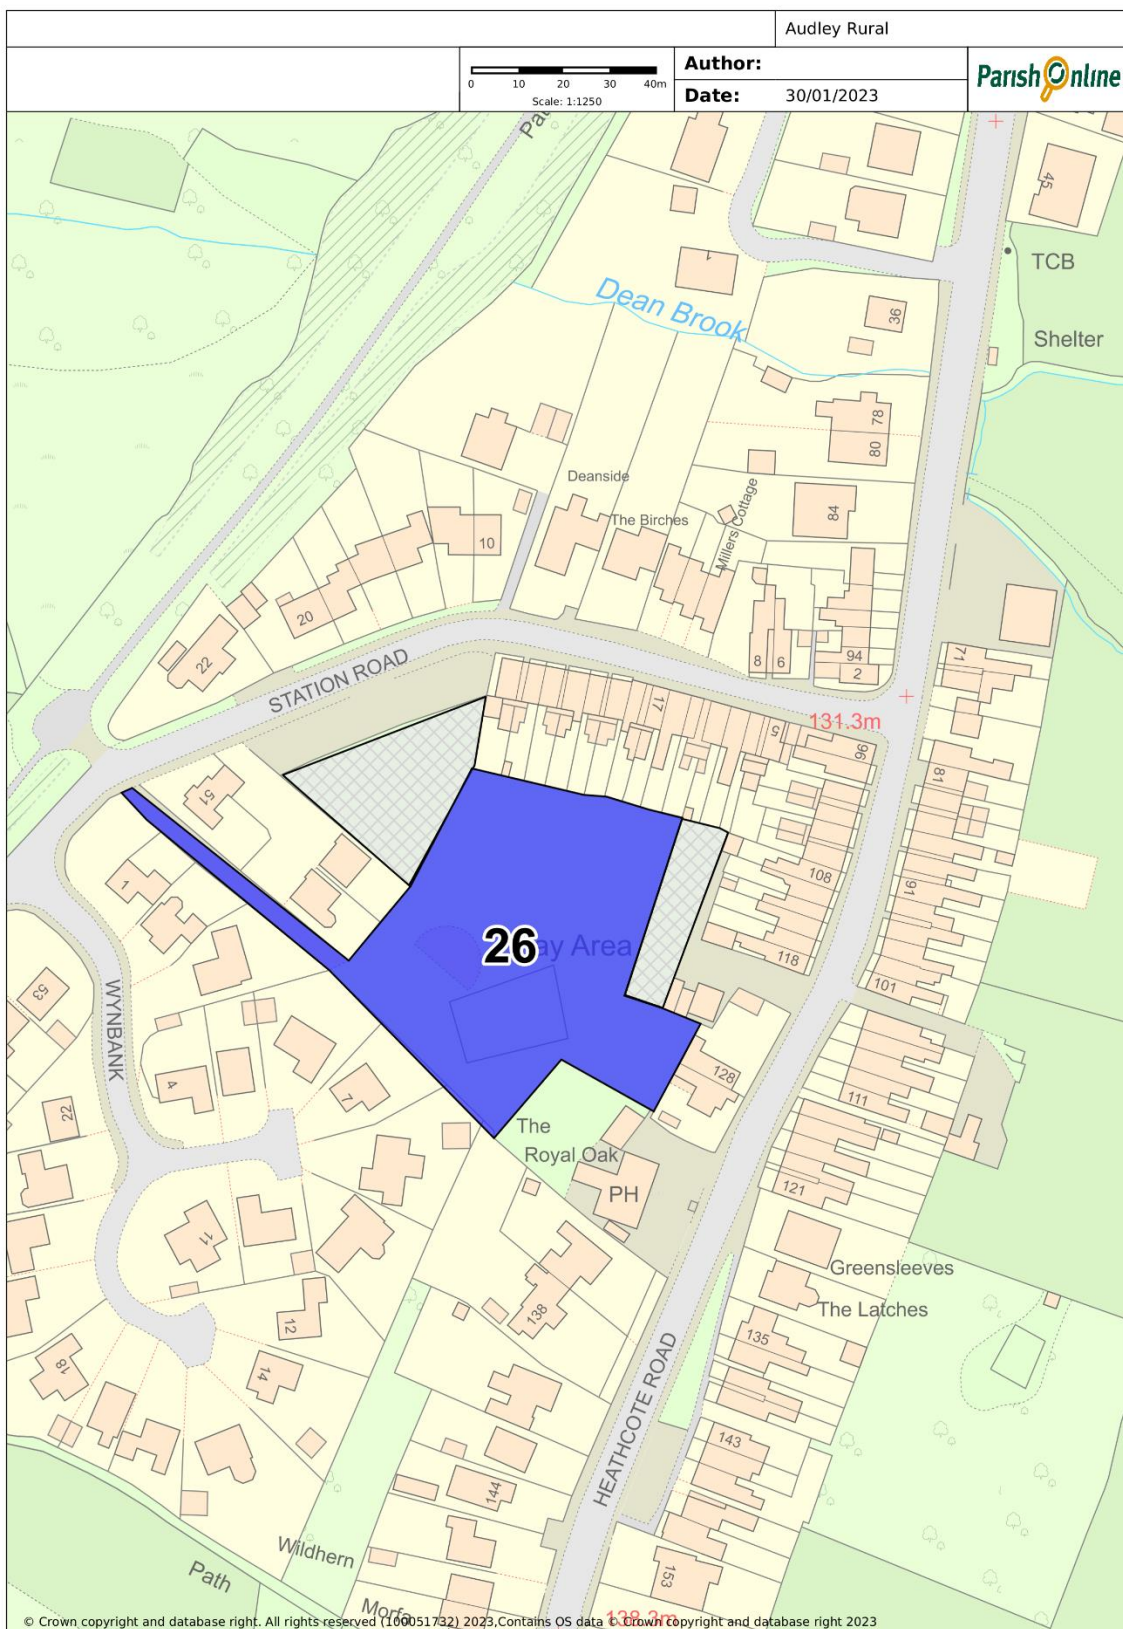 Audley Rural
Author:
Date: 30/01/2023
0 10 20 30 40m
Scale: 1:1250
Parish Online
45
TCB
1
Dean Brook
36
Shelter
78
80
Deanside
The Birches
Millers Cottage
84
10
20
22
8
6
94
2
71
STATION ROAD
17
5
131.3m
96
81
51
1
108
91
26
118
101
53
WYNBANK
4
7
22
128
111
The
Royal Oak
PH
121
11
Greensleeves
The Latches
138
12
135
18
14
HEATHCOTE ROAD
143
144
Wildhern
Path
153
Morfa
138.3m
© Crown copyright and database right. All rights reserved (100051732) 2023,Contains OS data © Crown copyright and database right 2023